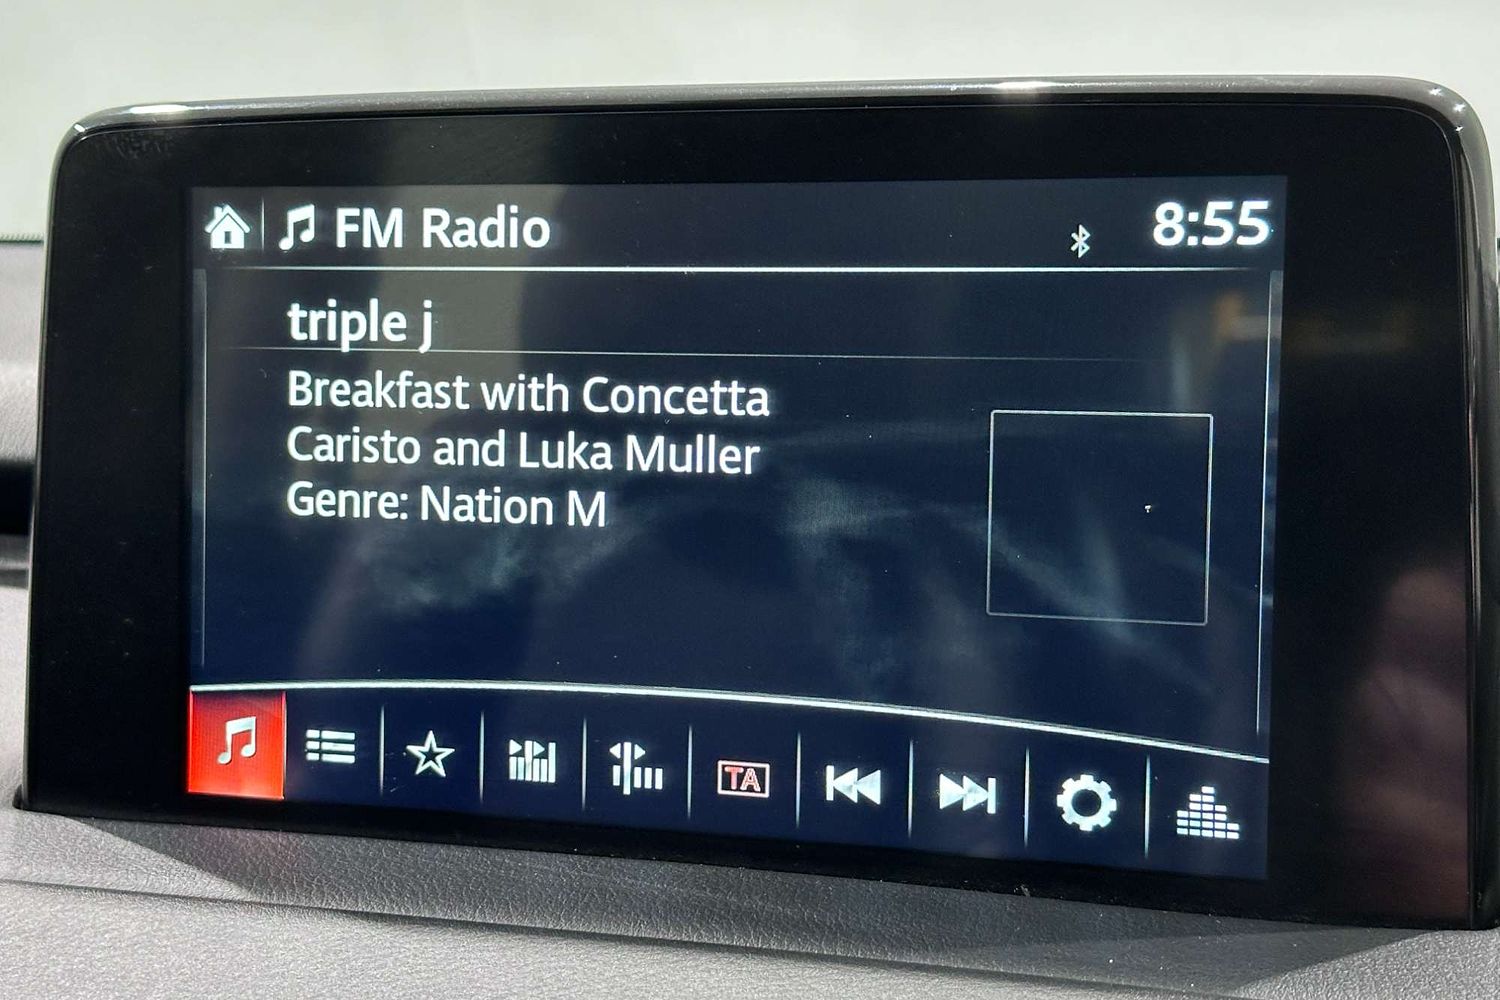 FM Radio
8:55
triple j
Breakfast with Concetta
Caristo and Luka Muller
Genre: Nation M
TA